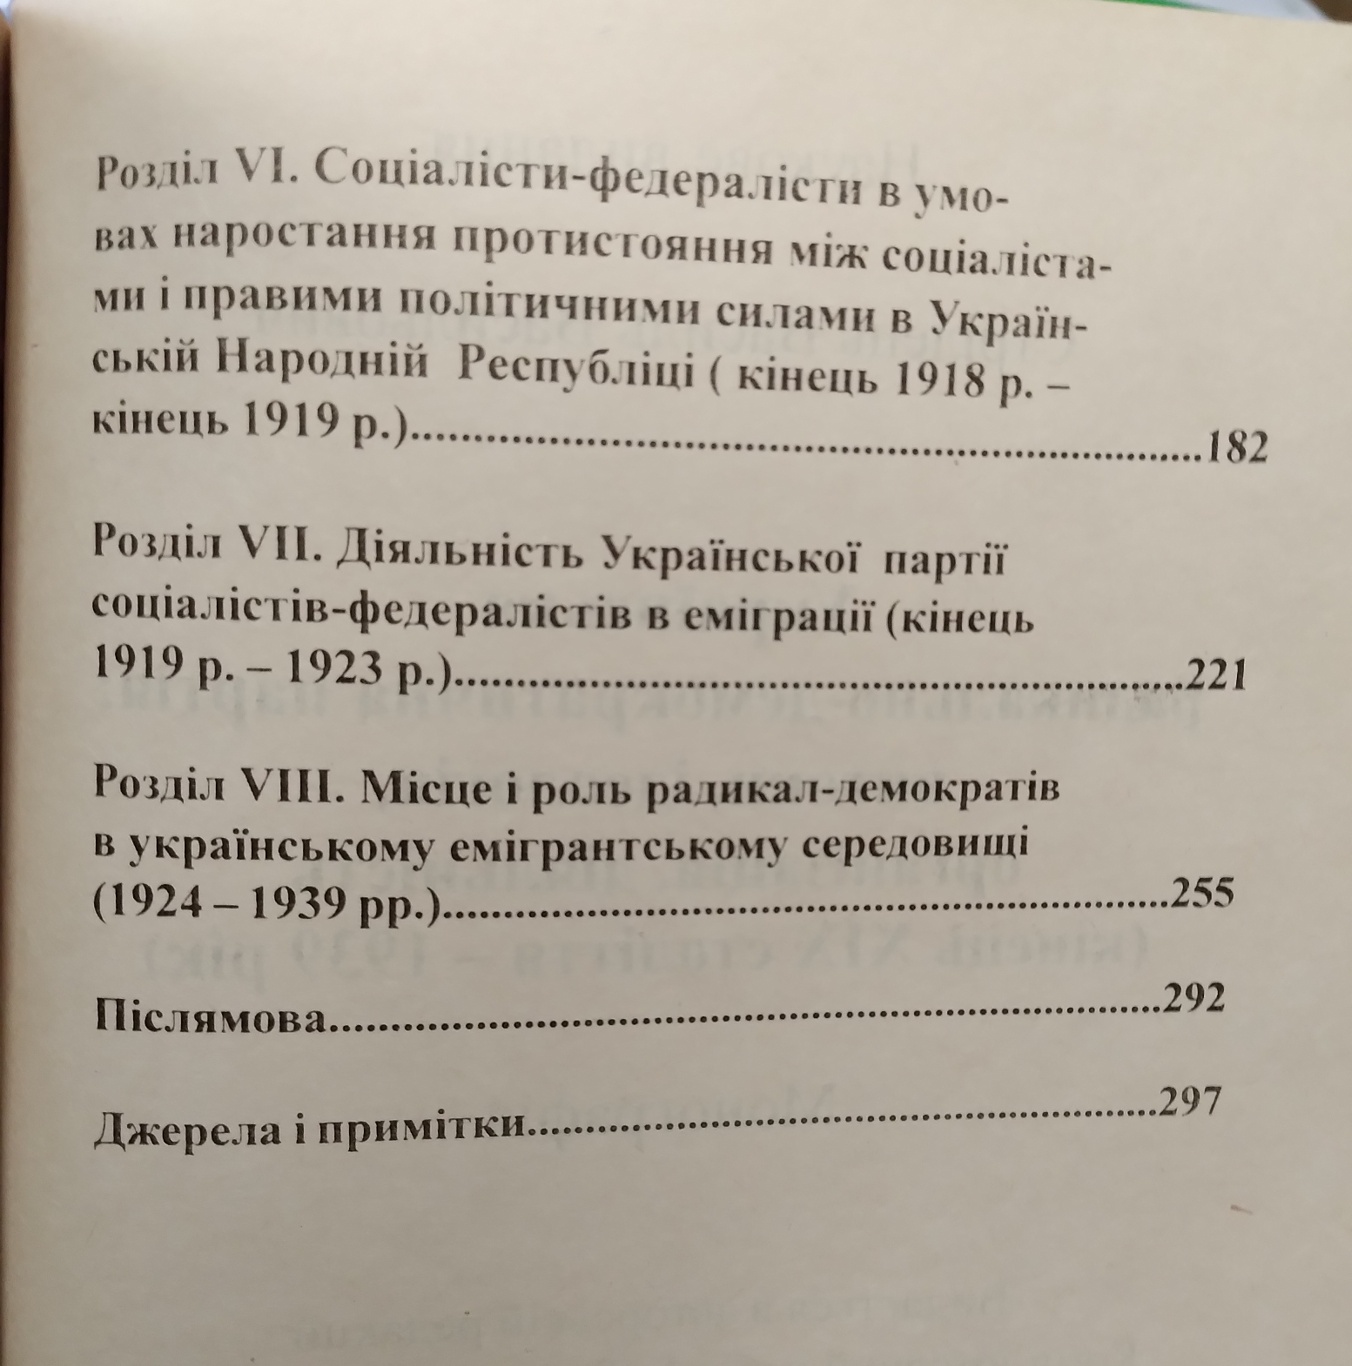 Розділ VI. Соціалісти-федералісти в умо-
вах наростання протистояння між соціаліста-
ми і правими політичними силами в Україн-
ській Народній Республіці ( кінець 1918 р. –
кінець 1919 р.)..........182
Розділ VII. Діяльність Української партії
соціалістів-федералістів в еміграції (кінець
1919 р. – 1923 р.)..........221
Розділ VIII. Місце і роль радикал-демократів
в українському емігрантському середовищі
(1924 – 1939 рр.)..........255
Післямова..........292
Джерела і примітки..........297